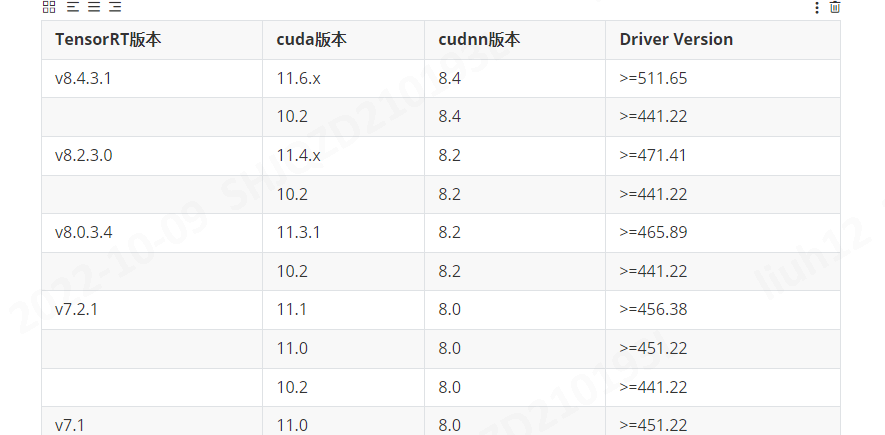 TensorRT版本 cuda版本 cudnn版本 Driver Version
v8.4.3.1 11.6.x 8.4 >=511.65
10.2 8.4 >=441.22
v8.2.3.0 11.4.x 8.2 >=471.41
10.2 8.2 >=441.22
v8.0.3.4 11.3.1 8.2 >=465.89
10.2 8.2 >=441.22
v7.2.1 11.1 8.0 >=456.38
11.0 8.0 >=451.22
10.2 8.0 >=441.22
v7.1 11.0 8.0 >=451.22
2022-10-09
liuh12